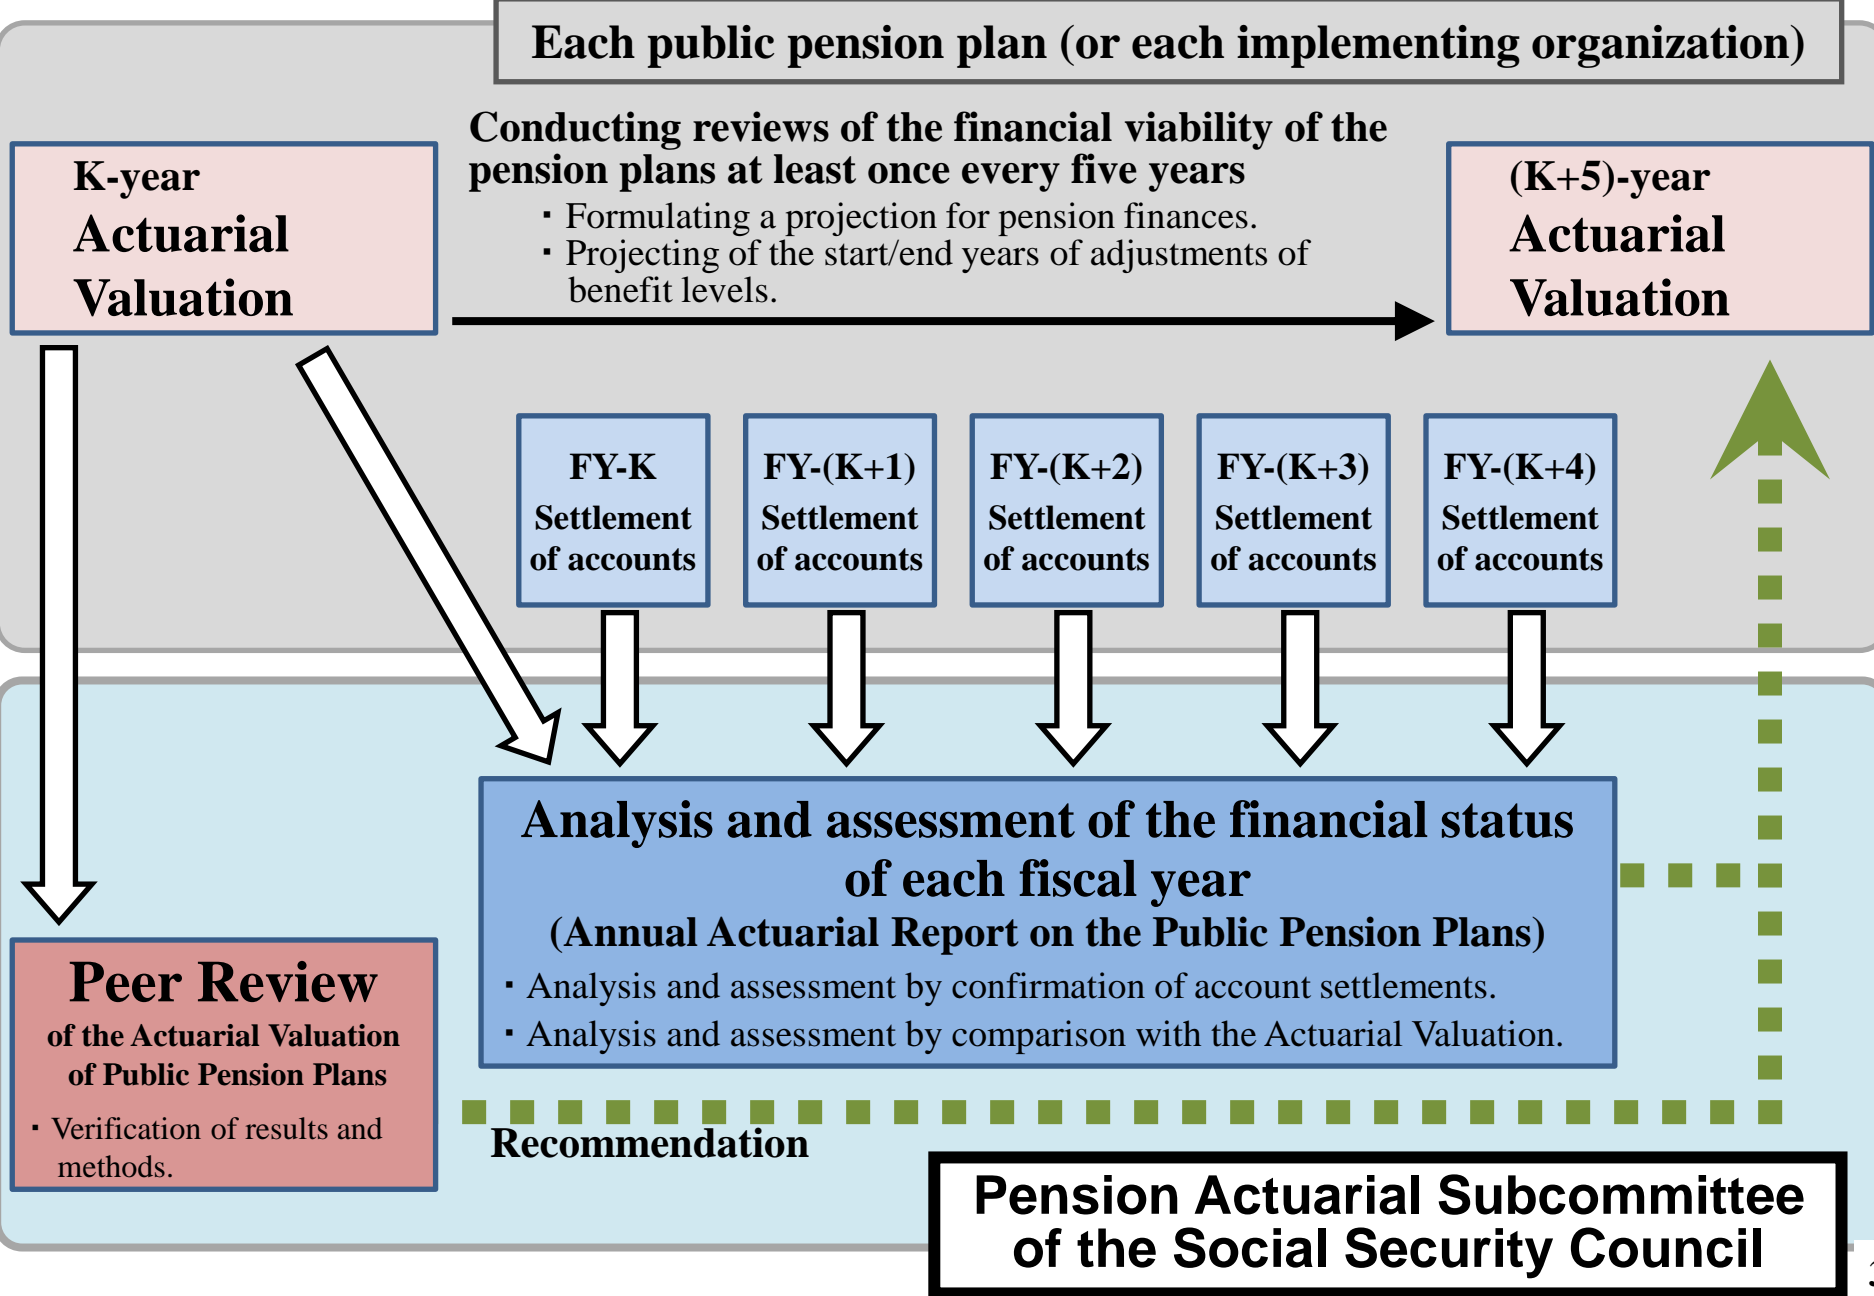 Each public pension plan (or each implementing organization)
K-year
Actuarial
Valuation
Conducting reviews of the financial viability of the
pension plans at least once every five years
・Formulating a projection for pension finances.
・Projecting of the start/end years of adjustments of
benefit levels.
(K+5)-year
Actuarial
Valuation
FY-K
Settlement
of accounts
FY-(K+1)
Settlement
of accounts
FY-(K+2)
Settlement
of accounts
FY-(K+3)
Settlement
of accounts
FY-(K+4)
Settlement
of accounts
Analysis and assessment of the financial status
of each fiscal year
(Annual Actuarial Report on the Public Pension Plans)
・Analysis and assessment by confirmation of account settlements.
・Analysis and assessment by comparison with the Actuarial Valuation.
Peer Review
of the Actuarial Valuation
of Public Pension Plans
・Verification of results and
methods.
Recommendation
Pension Actuarial Subcommittee
of the Social Security Council